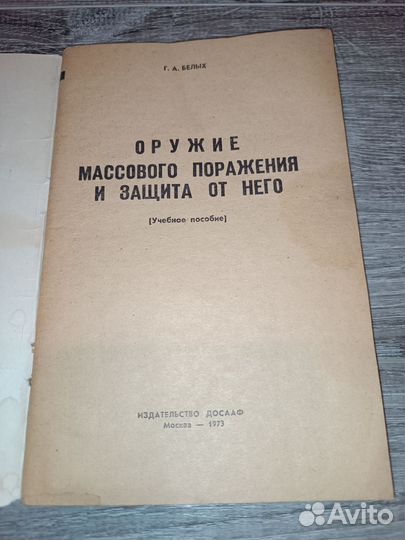 Г. А. БЕЛЫХ
ОРУЖИЕ
МАССОВОГО ПОРАЖЕНИЯ
И ЗАЩИТА ОТ НЕГО
[Учебное пособие]
ИЗДАТЕЛЬСТВО ДОСААФ
Москва — 1973
Avito